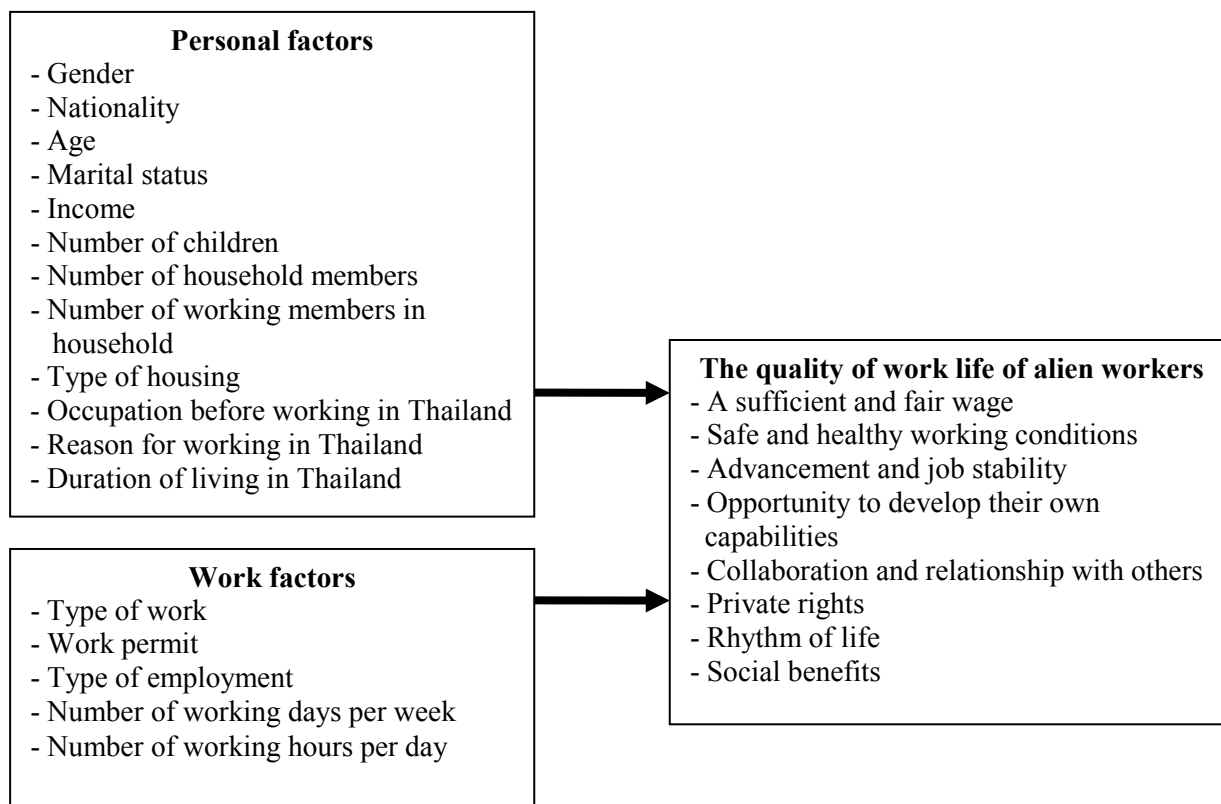 Personal factors
- Gender
- Nationality
- Age
- Marital status
- Income
- Number of children
- Number of household members
- Number of working members in
household
- Type of housing
- Occupation before working in Thailand
- Reason for working in Thailand
- Duration of living in Thailand
Work factors
- Type of work
- Work permit
- Type of employment
- Number of working days per week
- Number of working hours per day
The quality of work life of alien workers
- A sufficient and fair wage
- Safe and healthy working conditions
- Advancement and job stability
- Opportunity to develop their own
capabilities
- Collaboration and relationship with others
- Private rights
- Rhythm of life
- Social benefits